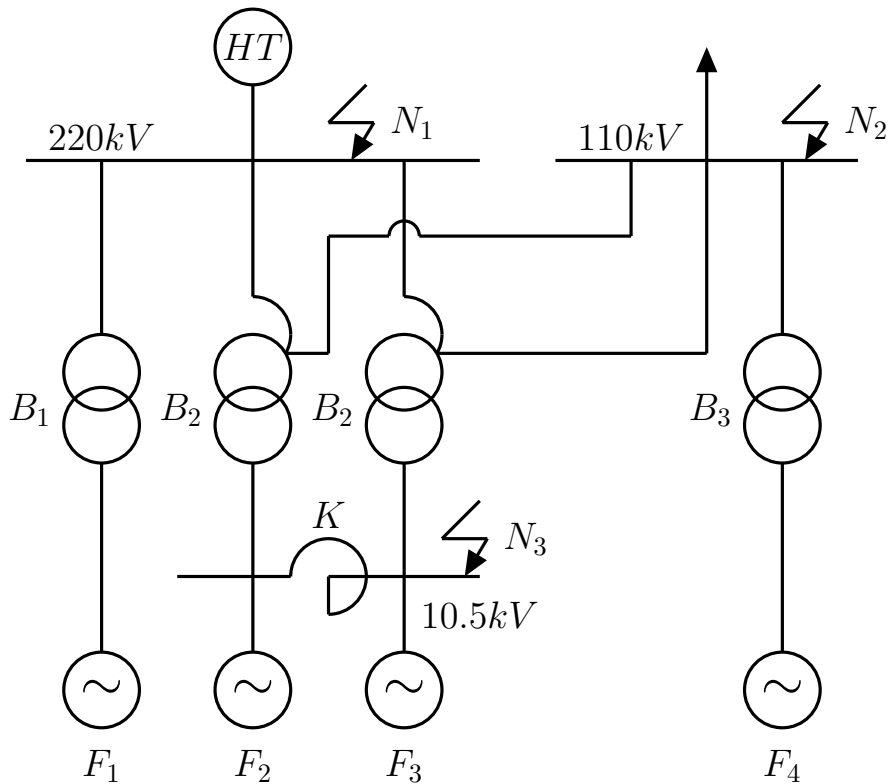 HT
220kV
N₁
110kV
N₂
B₁
B₂
B₂
B₃
K
N₃
10.5kV
~
~
~
~
F₁
F₂
F₃
F₄